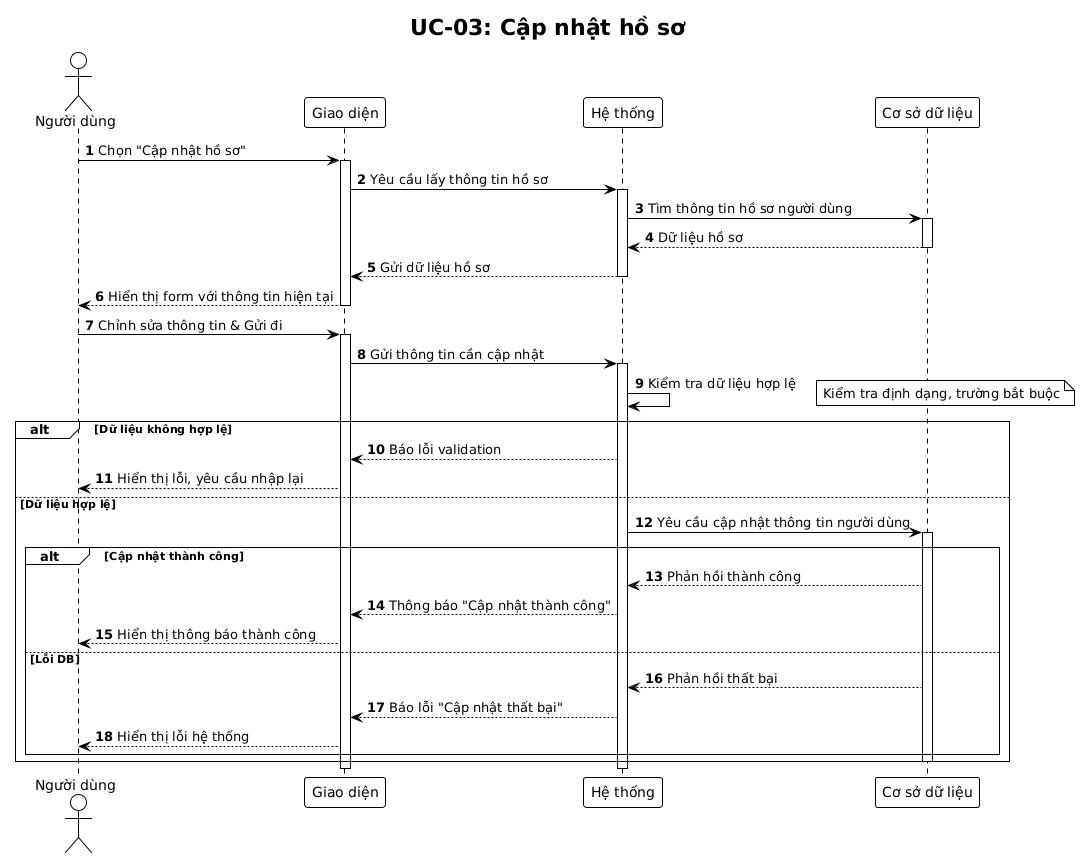 UC-03: Cập nhật hồ sơ
Người dùng
Giao diện
Hệ thống
Cơ sở dữ liệu
1 Chọn "Cập nhật hồ sơ"
2 Yêu cầu lấy thông tin hồ sơ
3 Tìm thông tin hồ sơ người dùng
4 Dữ liệu hồ sơ
5 Gửi dữ liệu hồ sơ
6 Hiển thị form với thông tin hiện tại
7 Chỉnh sửa thông tin & Gửi đi
8 Gửi thông tin cần cập nhật
9 Kiểm tra dữ liệu hợp lệ
Kiểm tra định dạng, trường bắt buộc
alt
[Dữ liệu không hợp lệ]
10 Báo lỗi validation
11 Hiển thị lỗi, yêu cầu nhập lại
[Dữ liệu hợp lệ]
12 Yêu cầu cập nhật thông tin người dùng
alt
[Cập nhật thành công]
13 Phản hồi thành công
14 Thông báo "Cập nhật thành công"
15 Hiển thị thông báo thành công
[Lỗi DB]
16 Phản hồi thất bại
17 Báo lỗi "Cập nhật thất bại"
18 Hiển thị lỗi hệ thống
Người dùng
Giao diện
Hệ thống
Cơ sở dữ liệu